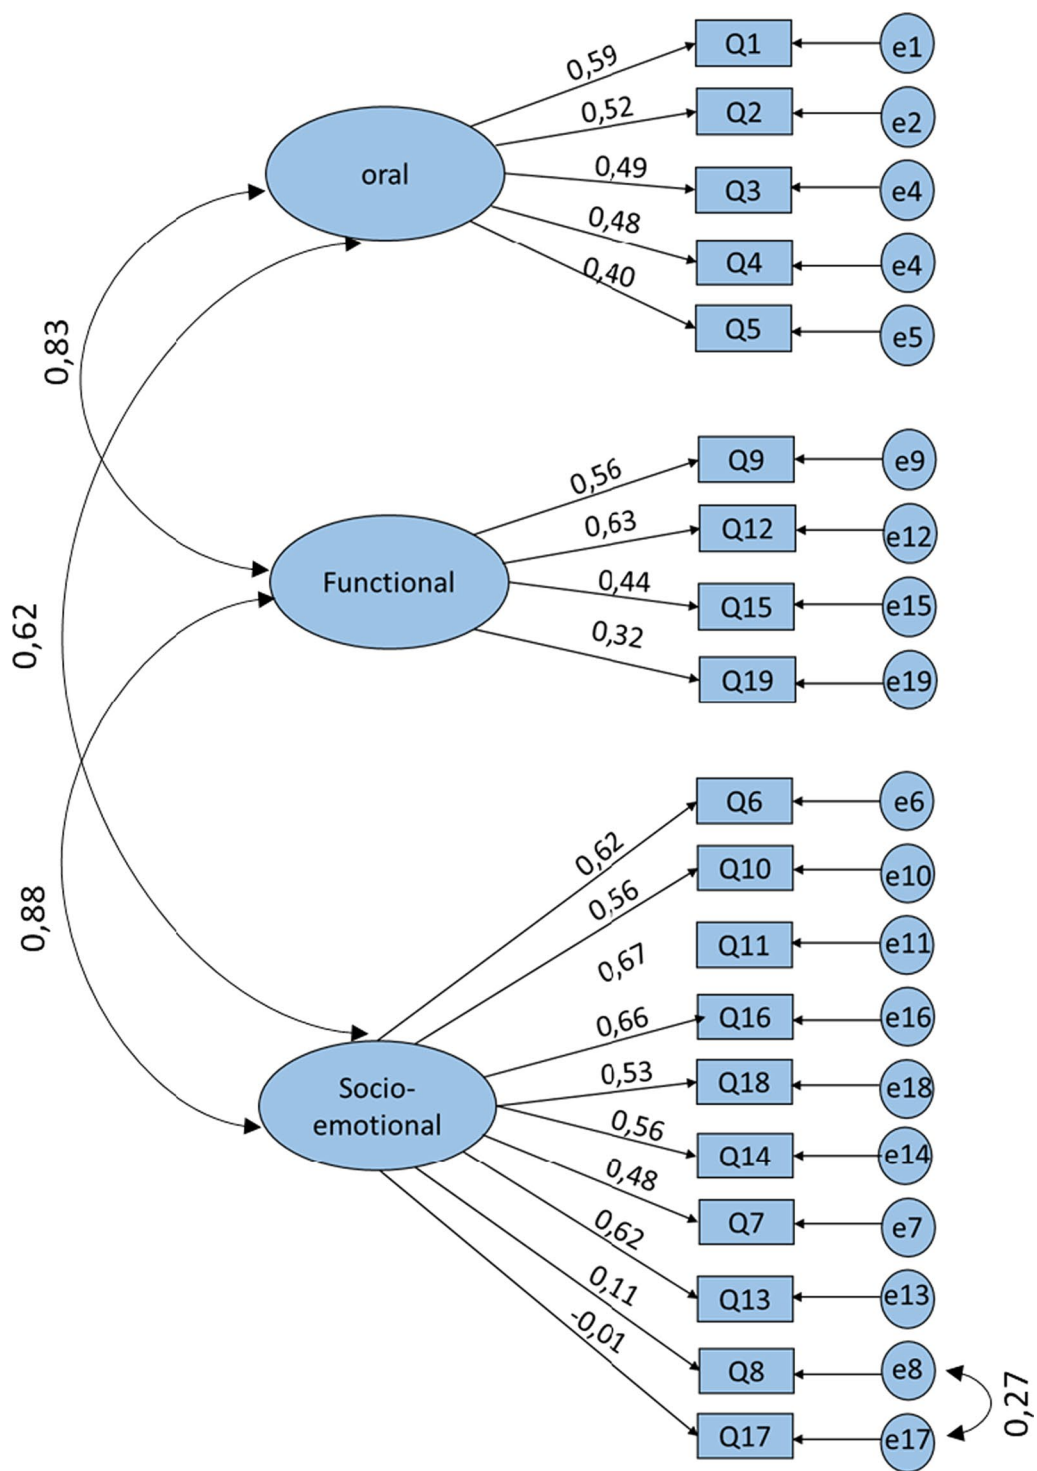 0,59
Q1
e1
0,52
Q2
e2
oral
0,49
Q3
e4
0,48
Q4
e4
0,40
Q5
e5
0,83
0,56
Q9
e9
0,63
Q12
e12
Functional
0,44
Q15
e15
0,32
Q19
e19
0,62
0,62
Q6
e6
0,56
Q10
e10
0,88
0,67
Q11
e11
0,66
Q16
e16
Socio-
emotional
0,53
Q18
e18
0,56
Q14
e14
0,48
Q7
e7
0,62
Q13
e13
0,11
Q8
e8
-0,01
Q17
e17
0,27